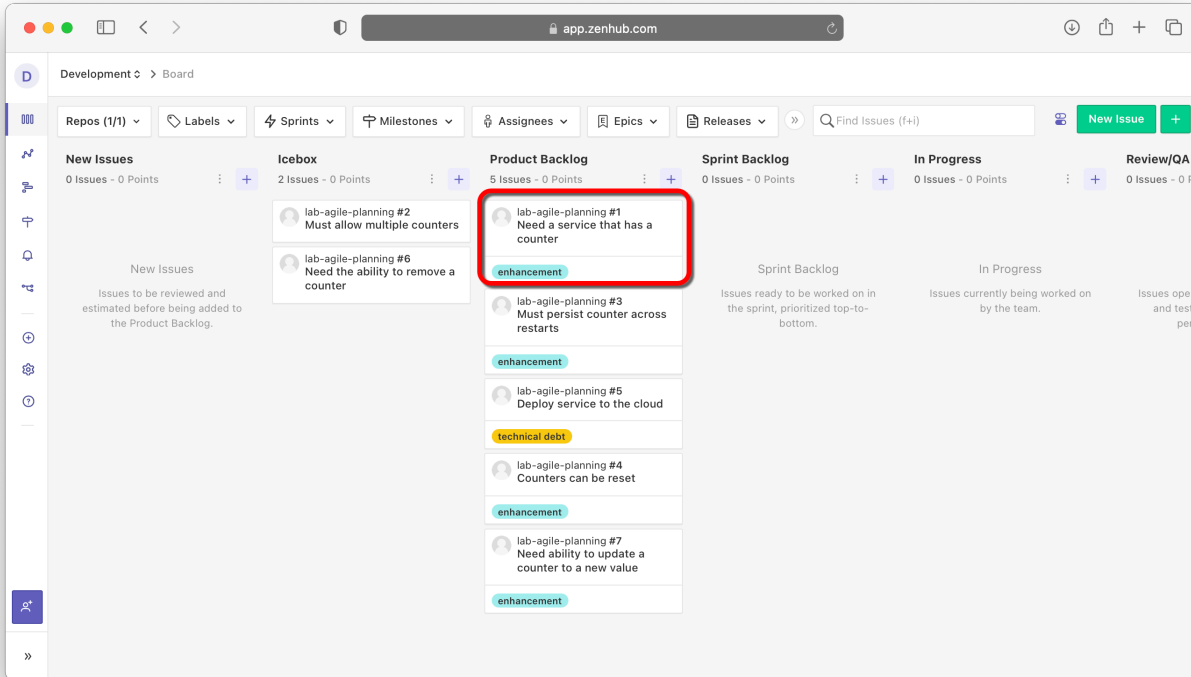 app.zenhub.com
D
Development > Board
Repos (1/1)
Labels
Sprints
Milestones
Assignees
Epics
Releases
»
Find Issues (f+i)
New Issue
+
New Issues
0 Issues - 0 Points
Icebox
2 Issues - 0 Points
Product Backlog
5 Issues - 0 Points
Sprint Backlog
0 Issues - 0 Points
In Progress
0 Issues - 0 Points
Review/QA
0 Issues - 0
New Issues
Issues to be reviewed and
estimated before being added to
the Product Backlog.
lab-agile-planning #2
Must allow multiple counters
lab-agile-planning #6
Need the ability to remove a
counter
lab-agile-planning #1
Need a service that has a
counter
enhancement
lab-agile-planning #3
Must persist counter across
restarts
enhancement
lab-agile-planning #5
Deploy service to the cloud
technical debt
lab-agile-planning #4
Counters can be reset
enhancement
lab-agile-planning #7
Need ability to update a
counter to a new value
enhancement
Sprint Backlog
Issues ready to be worked on in
the sprint, prioritized top-to-
bottom.
In Progress
Issues currently being worked on
by the team.
Issues ope
and test
per
»